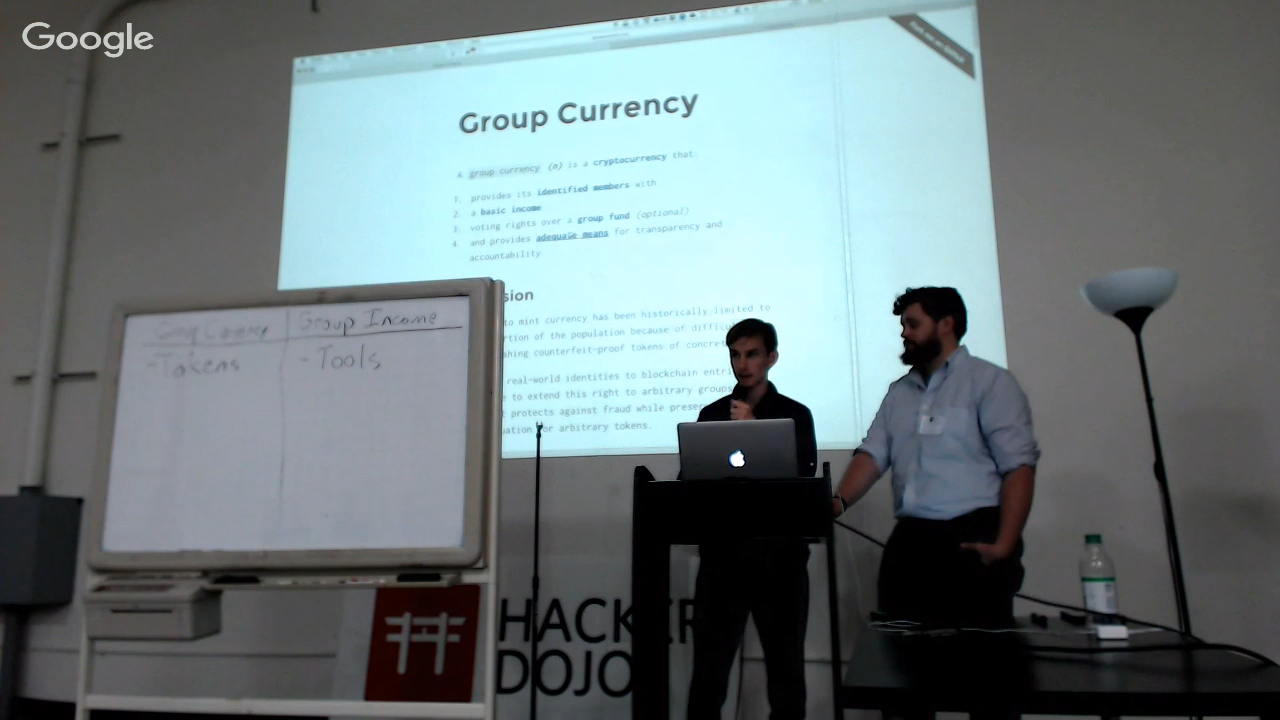 Google
Group Currency
A group currency (n) is a cryptocurrency that:
1. provides its identified members with
2. a basic income
3. voting rights over a group fund (optional)
4. and provides adequate means for transparency and
accountability
sion
to mint currency has been historically limited to
rtion of the population because of diffic
shing counterfeit-proof tokens of concre
real-world identities to blockchain entri
e to extend this right to arbitrary groups
t protects against fraud while prese
uation for arbitrary tokens.
Group Currency
Group Income
- Tokens
- Tools
HACKER
DOJO